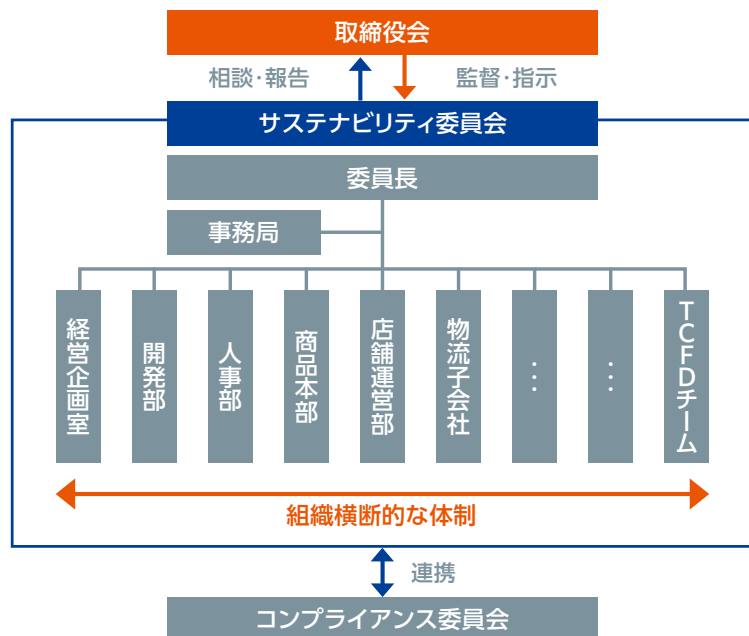 取締役会
相談・報告
監督・指示
サステナビリティ委員会
委員長
事務局
経営企画室
開発部
人事部
商品本部
店舗運営部
物流子会社
…
…
TCFDチーム
組織横断的な体制
連携
コンプライアンス委員会